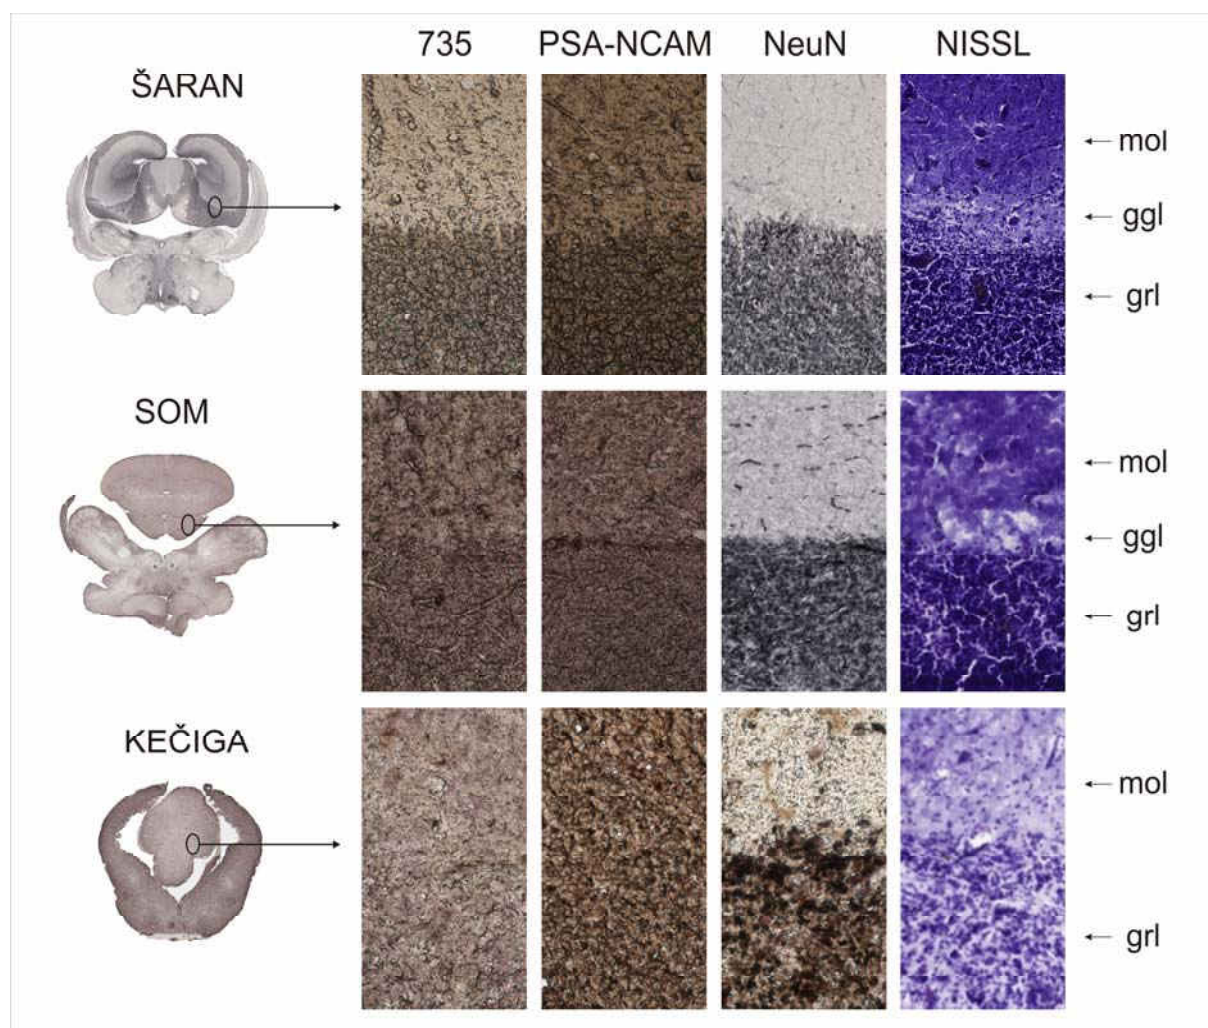 735 PSA-NCAM NeuN NISSL
ŠARAN
mol
ggl
grl
SOM
mol
ggl
grl
KEČIGA
mol
grl